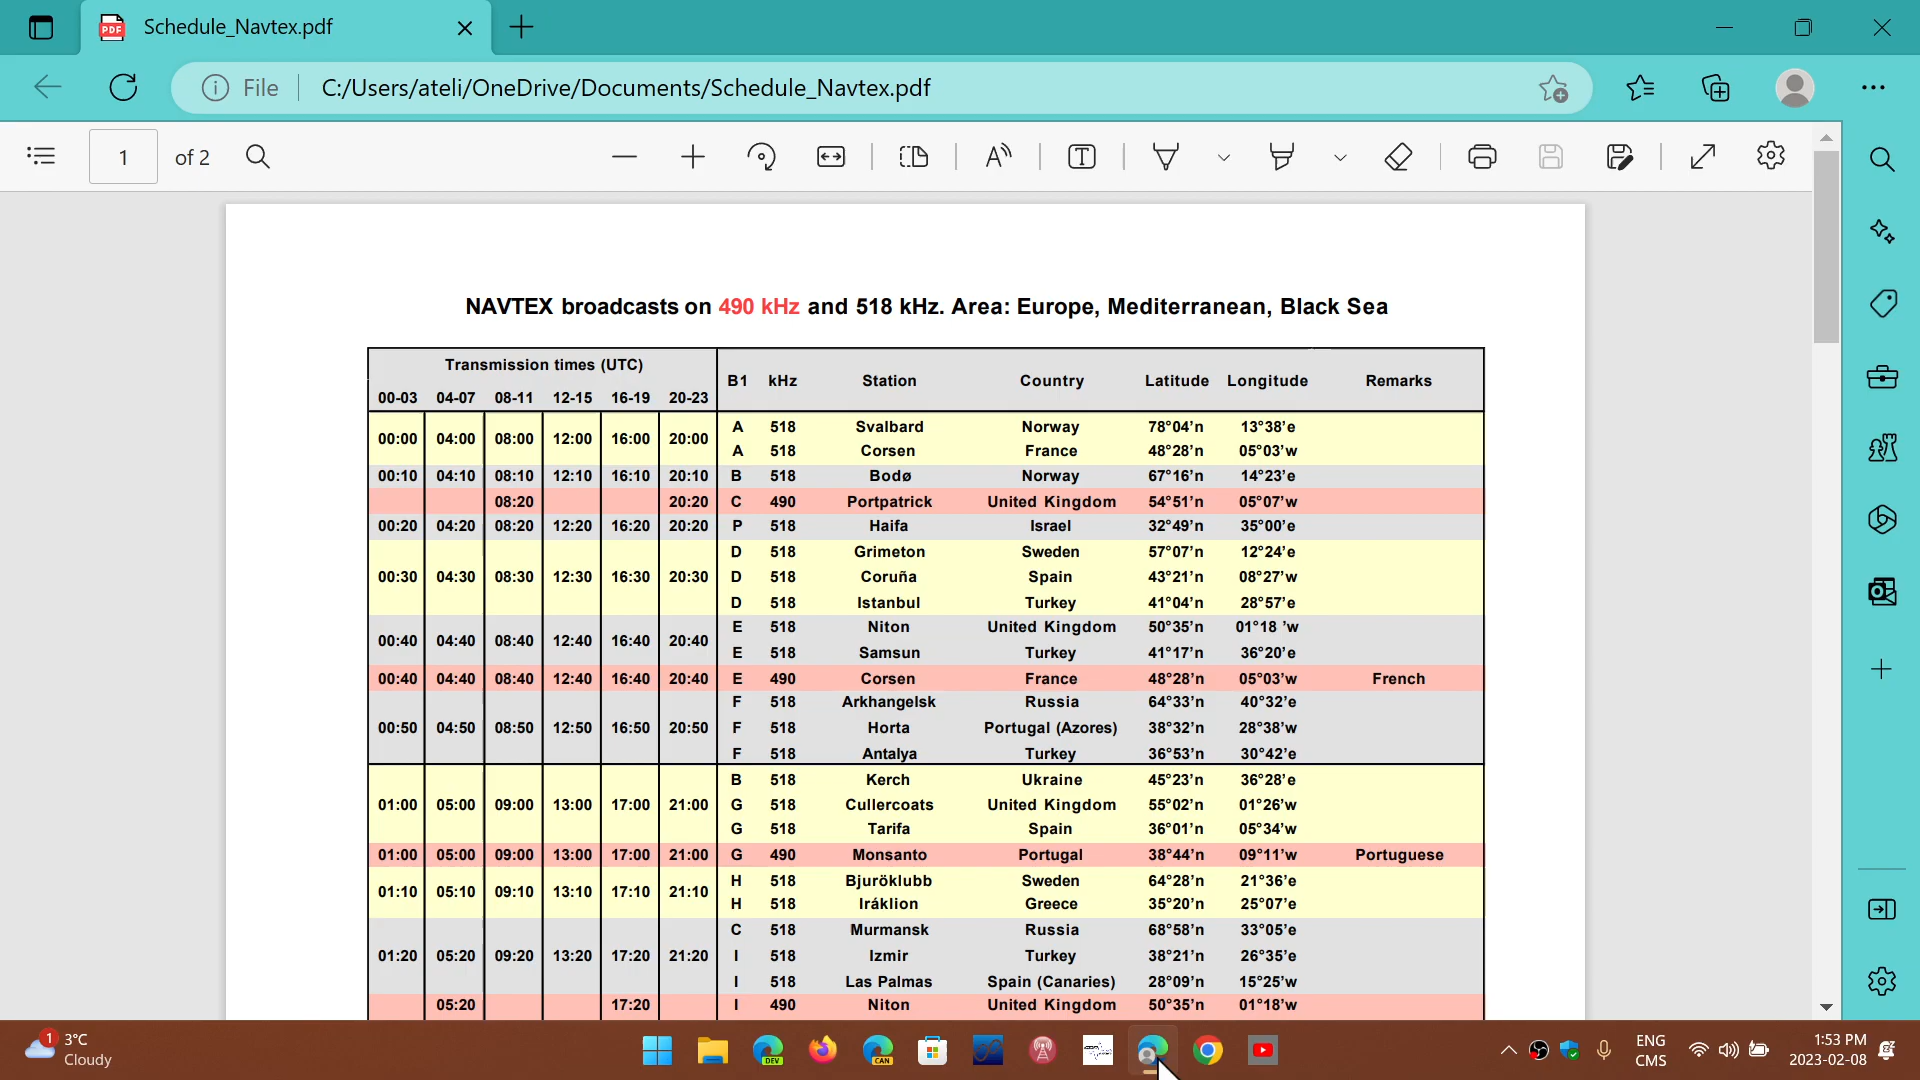 Schedule_Navtex.pdf
File C:/Users/ateli/OneDrive/Documents/Schedule_Navtex.pdf
1 of 2
NAVTEX broadcasts on 490 kHz and 518 kHz. Area: Europe, Mediterranean, Black Sea
Transmission times (UTC)
B1 kHz Station Country Latitude Longitude Remarks
00-03 04-07 08-11 12-15 16-19 20-23
00:00 04:00 08:00 12:00 16:00 20:00
A 518 Svalbard Norway 78°04’n 13°38’e
A 518 Corsen France 48°28’n 05°03’w
00:10 04:10 08:10 12:10 16:10 20:10 B 518 Bodø Norway 67°16’n 14°23’e
08:20 20:20 C 490 Portpatrick United Kingdom 54°51’n 05°07’w
00:20 04:20 08:20 12:20 16:20 20:20 P 518 Haifa Israel 32°49’n 35°00’e
D 518 Grimeton Sweden 57°07’n 12°24’e
00:30 04:30 08:30 12:30 16:30 20:30 D 518 Coruña Spain 43°21’n 08°27’w
D 518 Istanbul Turkey 41°04’n 28°57’e
00:40 04:40 08:40 12:40 16:40 20:40
E 518 Niton United Kingdom 50°35’n 01°18 ’w
E 518 Samsun Turkey 41°17’n 36°20’e
00:40 04:40 08:40 12:40 16:40 20:40 E 490 Corsen France 48°28’n 05°03’w French
F 518 Arkhangelsk Russia 64°33’n 40°32’e
00:50 04:50 08:50 12:50 16:50 20:50 F 518 Horta Portugal (Azores) 38°32’n 28°38’w
F 518 Antalya Turkey 36°53’n 30°42’e
B 518 Kerch Ukraine 45°23’n 36°28’e
01:00 05:00 09:00 13:00 17:00 21:00 G 518 Cullercoats United Kingdom 55°02’n 01°26’w
G 518 Tarifa Spain 36°01’n 05°34’w
01:00 05:00 09:00 13:00 17:00 21:00 G 490 Monsanto Portugal 38°44’n 09°11’w Portuguese
01:10 05:10 09:10 13:10 17:10 21:10
H 518 Bjuröklubb Sweden 64°28’n 21°36’e
H 518 Iráklion Greece 35°20’n 25°07’e
C 518 Murmansk Russia 68°58’n 33°05’e
01:20 05:20 09:20 13:20 17:20 21:20 I 518 Izmir Turkey 38°21’n 26°35’e
I 518 Las Palmas Spain (Canaries) 28°09’n 15°25’w
05:20 17:20 I 490 Niton United Kingdom 50°35’n 01°18’w
1 3°C
Cloudy
DEV
CAN
ENG
CMS
1:53 PM
2023-02-08